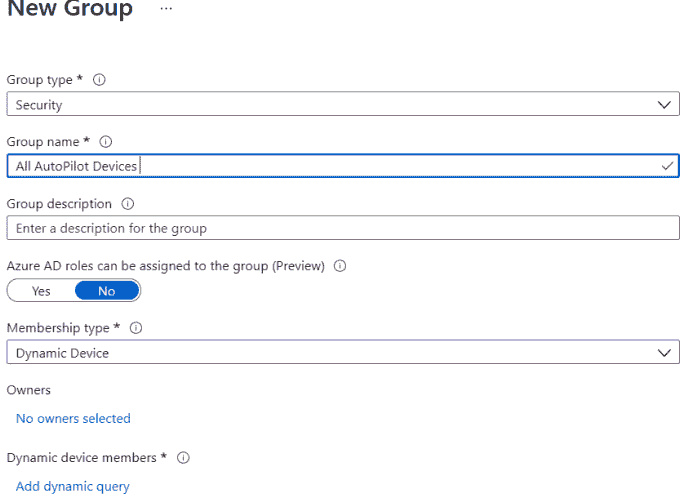 New Group ...
Group type *
Security
Group name *
All AutoPilot Devices
Group description
Enter a description for the group
Azure AD roles can be assigned to the group (Preview)
Yes No
Membership type *
Dynamic Device
Owners
No owners selected
Dynamic device members *
Add dynamic query